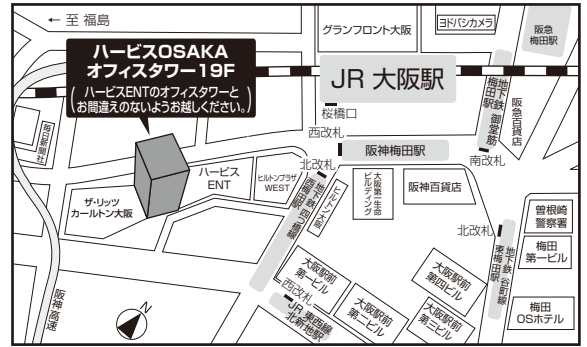 ← 至 福島
グランフロント大阪
ヨドバシカメラ
阪急
梅田駅
ハービスOSAKA
オフィスタワー19F
(ハービスENTのオフィスタワーと
お間違えのないようお越しください。)
JR 大阪駅
地下鉄 御堂筋
梅田駅
阪急百貨店
桜橋口
西改札
毎日新聞社
北改札
阪神梅田駅
南改札
ハービス
ENT
ヒルトンプラザ
WEST
地下鉄 四つ橋線
西梅田駅
ヒルトン大阪
大阪第一生命
ビルディング
阪神百貨店
ザ・リッツ
カールトン大阪
北改札
曽根崎
警察署
地下鉄 谷町線
東梅田駅
梅田
第一ビル
大阪駅前
第一ビル
大阪駅前
第四ビル
西改札
大阪駅前
第二ビル
大阪駅前
第三ビル
梅田
OSホテル
JR 東西線
北新地駅
阪神高速
N